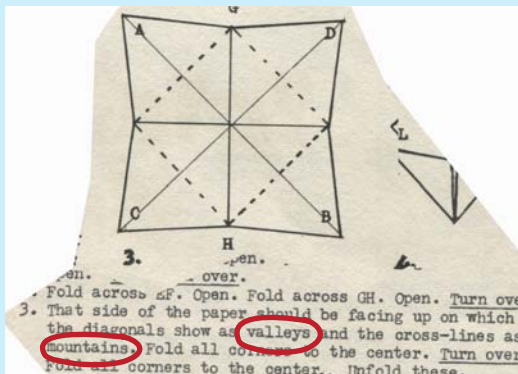 G
A D
L
C B
H
3. pen.
pen. over.
Fold across EF. Open. Fold across GH. Open. Turn ove
3. That side of the paper should be facing up on which
the diagonals show as valleys and the cross-lines as
mountains. Fold all corners to the center. Turn over
Fold all corners to the center. Unfold these.